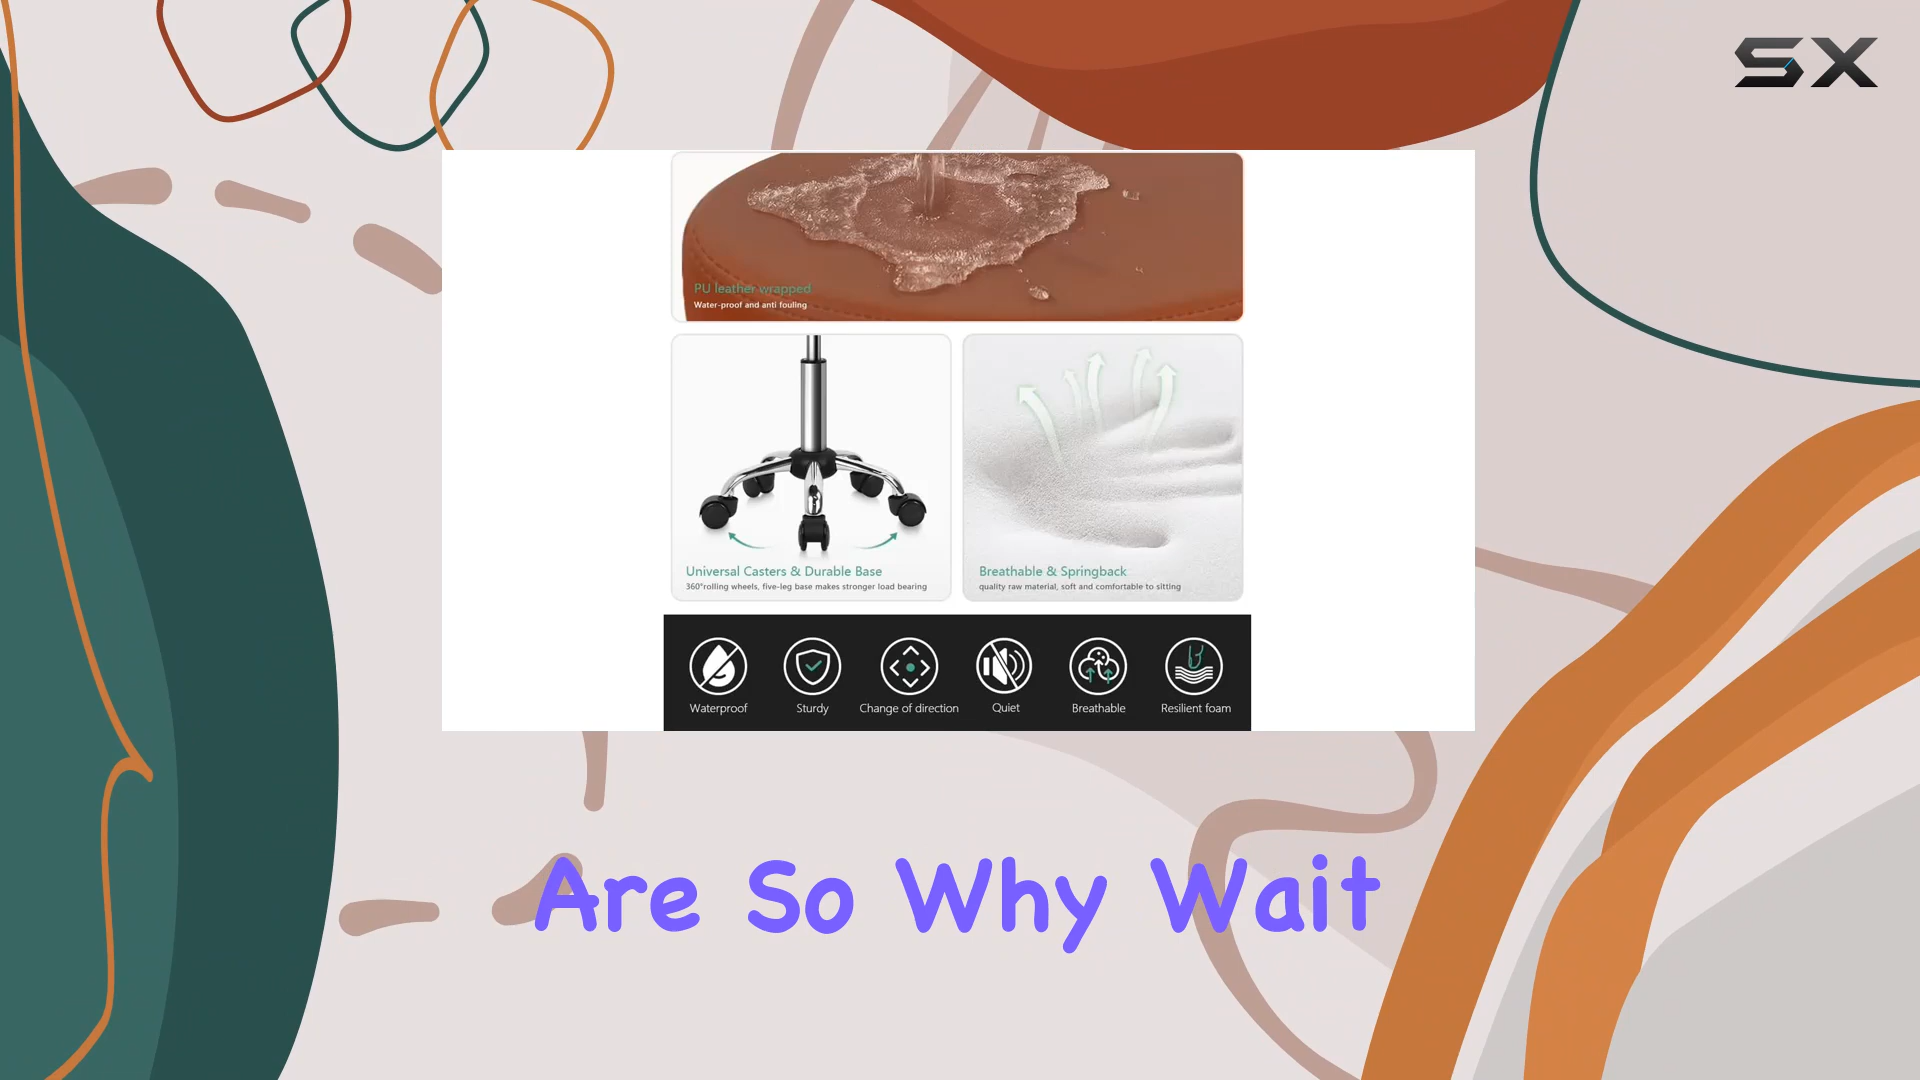 SX
PU leather wrapped
Water-proof and anti fouling
Universal Casters & Durable Base
360°rolling wheels, five-leg base makes stronger load bearing
Breathable & Springback
quality raw material, soft and comfortable to sitting
Waterproof
Sturdy
Change of direction
Quiet
Breathable
Resilient foam
Are So Why Wait